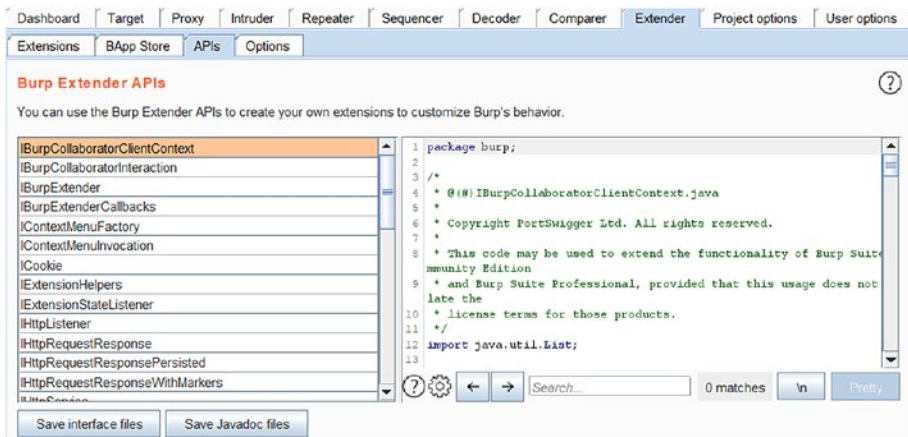 Dashboard Target Proxy Intruder Repeater Sequencer Decoder Comparer Extender Project options User options
Extensions BApp Store APIs Options
Burp Extender APIs
?
You can use the Burp Extender APIs to create your own extensions to customize Burp's behavior.
IBurpCollaboratorClientContext
IBurpCollaboratorInteraction
IBurpExtender
IBurpExtenderCallbacks
IContextMenuFactory
IContextMenuInvocation
ICookie
IExtensionHelpers
IExtensionStateListener
IHttpListener
IHttpRequestResponse
IHttpRequestResponsePersisted
IHttpRequestResponseWithMarkers
IHttpService
1 package burp;
2
3 /*
4 * @(#)IBurpCollaboratorClientContext.java
5 *
6 * Copyright PortSwigger Ltd. All rights reserved.
7 *
8 * This code may be used to extend the functionality of Burp Suite
mmunity Edition
9 * and Burp Suite Professional, provided that this usage does not
late the
10 * license terms for those products.
11 */
12 import java.util.List;
13
? Search... 0 matches \n Pretty
Save interface files Save Javadoc files